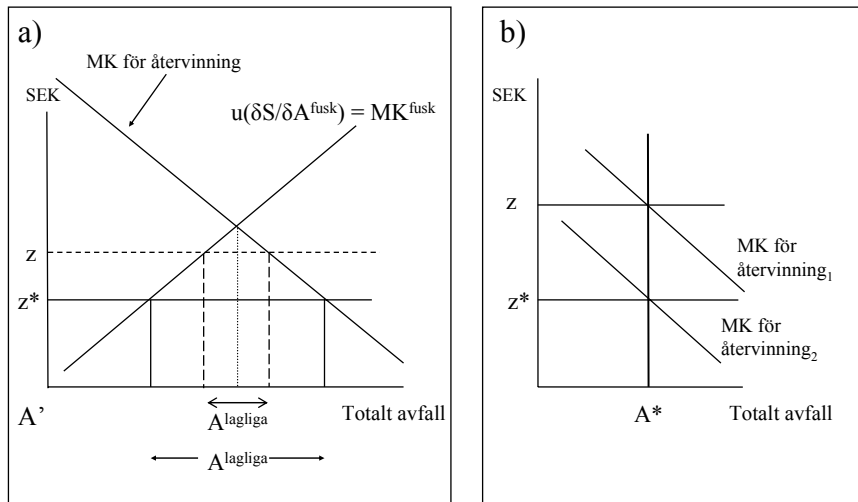 a)
MK för återvinning
SEK
u(δS/δA^fusk) = MK^fusk
z
z*
A’
A^lagliga
Totalt avfall
A^lagliga
b)
SEK
z
MK för
återvinning₁
z*
MK för
återvinning₂
A*
Totalt avfall